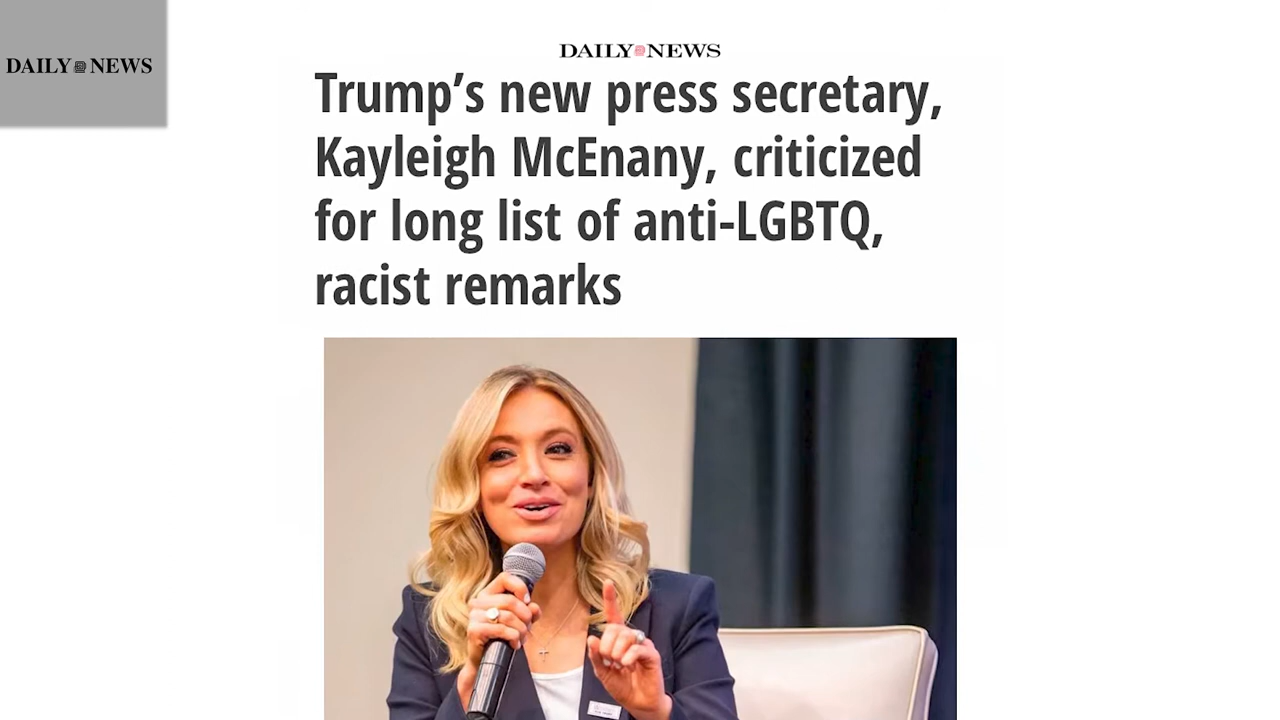 DAILY NEWS
DAILY NEWS
Trump’s new press secretary,
Kayleigh McEnany, criticized
for long list of anti-LGBTQ,
racist remarks